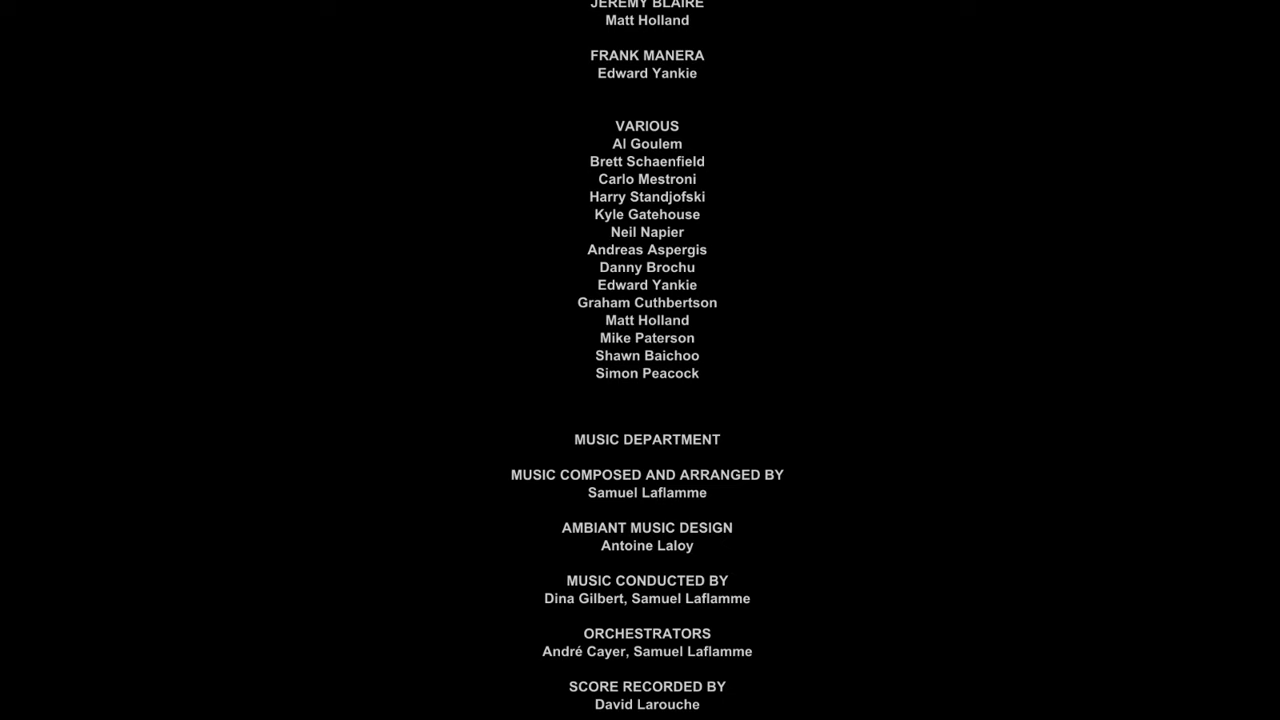 JEREMY BLAIRE
Matt Holland
FRANK MANERA
Edward Yankie
VARIOUS
Al Goulem
Brett Schaenfield
Carlo Mestroni
Harry Standjofski
Kyle Gatehouse
Neil Napier
Andreas Aspergis
Danny Brochu
Edward Yankie
Graham Cuthbertson
Matt Holland
Mike Paterson
Shawn Baichoo
Simon Peacock
MUSIC DEPARTMENT
MUSIC COMPOSED AND ARRANGED BY
Samuel Laflamme
AMBIANT MUSIC DESIGN
Antoine Laloy
MUSIC CONDUCTED BY
Dina Gilbert, Samuel Laflamme
ORCHESTRATORS
André Cayer, Samuel Laflamme
SCORE RECORDED BY
David Larouche